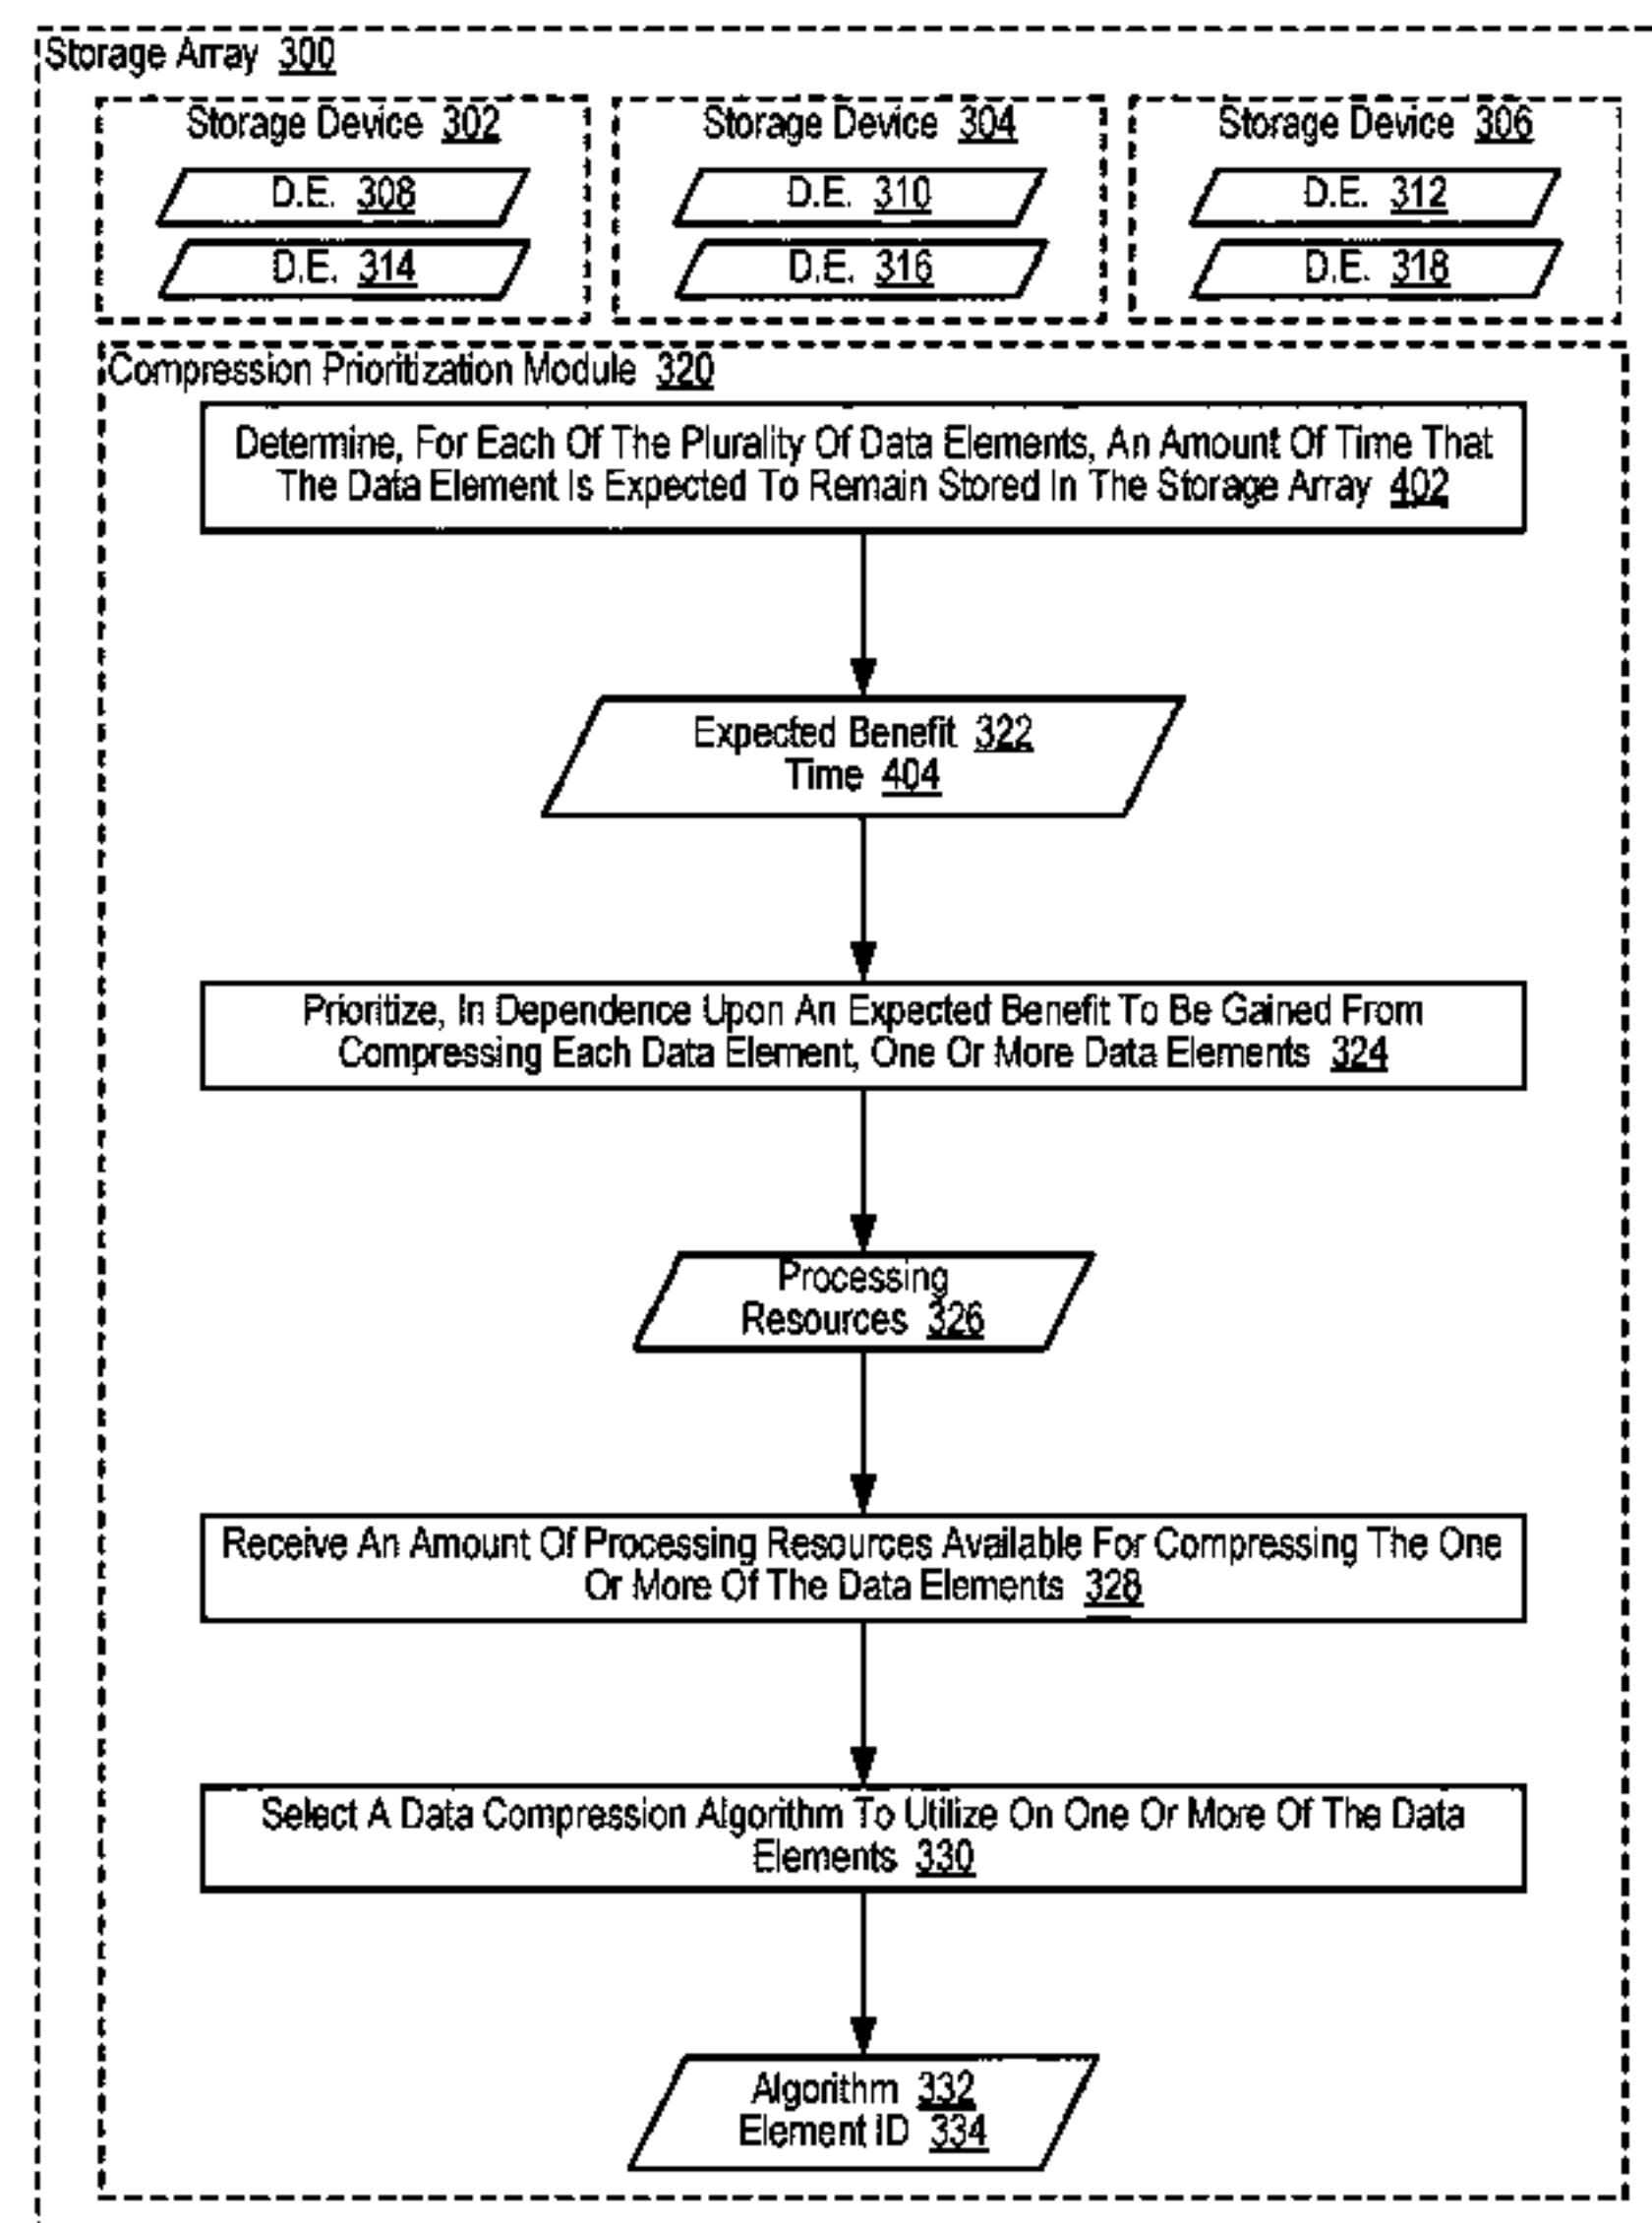 Storage Array 300
Storage Device 302
D.E. 308
D.E. 314
Storage Device 304
D.E. 310
D.E. 316
Storage Device 306
D.E. 312
D.E. 318
Compression Prioritization Module 320
Determine, For Each Of The Plurality Of Data Elements, An Amount Of Time That
The Data Element Is Expected To Remain Stored In The Storage Array 402
Expected Benefit 322
Time 404
Prioritize, In Dependence Upon An Expected Benefit To Be Gained From
Compressing Each Data Element, One Or More Data Elements 324
Processing
Resources 326
Receive An Amount Of Processing Resources Available For Compressing The One
Or More Of The Data Elements 328
Select A Data Compression Algorithm To Utilize On One Or More Of The Data
Elements 330
Algorithm 332
Element ID 334